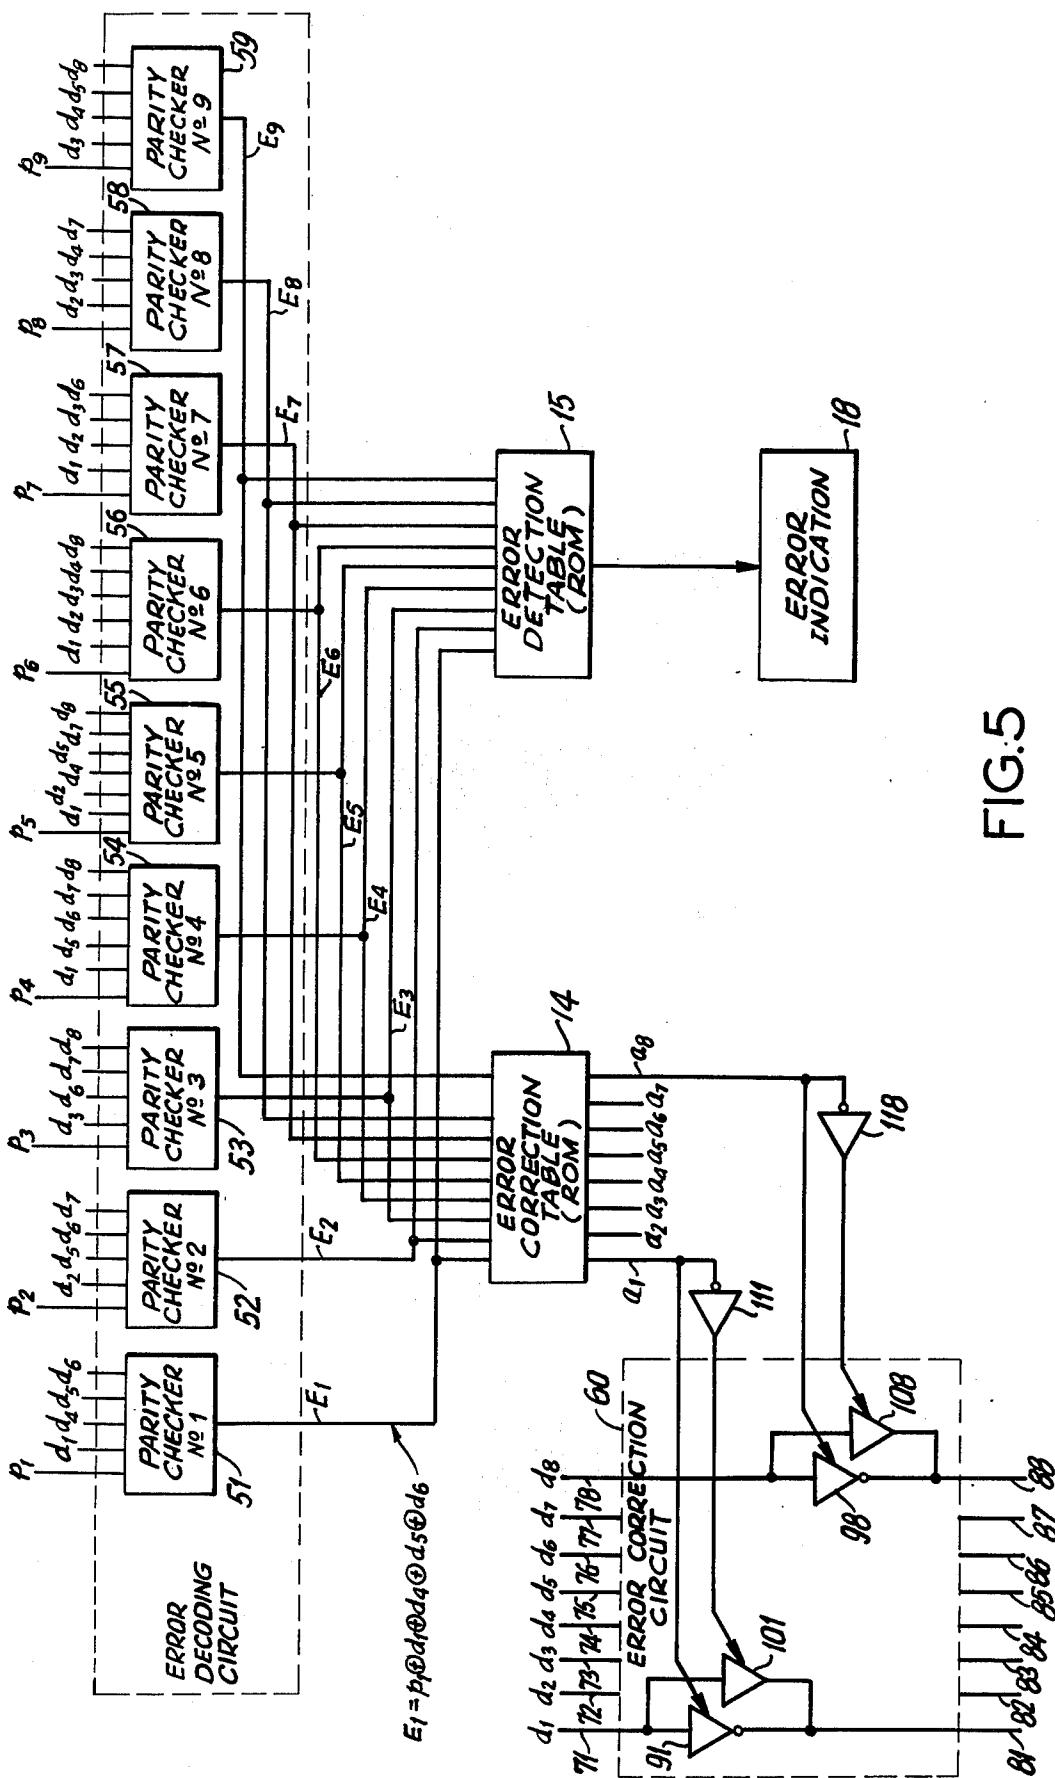 P1 d1 d4 d5 d6
P2 d2 d5 d6 d7
P3 d3 d6 d7 d8
P4 d1 d5 d6 d7 d8
P5 d1 d2 d4 d5 d7 d8
P6 d1 d2 d3 d4 d8
P7 d1 d2 d3 d6
P8 d2 d3 d4 d7
P9 d3 d4 d5 d8
ERROR
DECODING
CIRCUIT
PARITY
CHECKER
Nº 1
51
PARITY
CHECKER
Nº 2
52
PARITY
CHECKER
Nº 3
53
PARITY
CHECKER
Nº 4
54
PARITY
CHECKER
Nº 5
55
PARITY
CHECKER
Nº 6
56
PARITY
CHECKER
Nº 7
57
PARITY
CHECKER
Nº 8
58
PARITY
CHECKER
Nº 9
59
E1
E2
E3
E4
E5
E6
E7
E8
E9
E1 = p1⊕d1⊕d4⊕d5⊕d6
ERROR
CORRECTION
TABLE
(ROM)
14
ERROR
DETECTION
TABLE
(ROM)
15
a1 a2 a3 a4 a5 a6 a7 a8
111
118
ERROR
INDICATION
18
d1 d2 d3 d4 d5 d6 d7 d8
71 72 73 74 75 76 77 78
60
ERROR CORRECTION
CIRCUIT
91
101
98
108
81 82 83 84 85 86 87 88
FIG.5